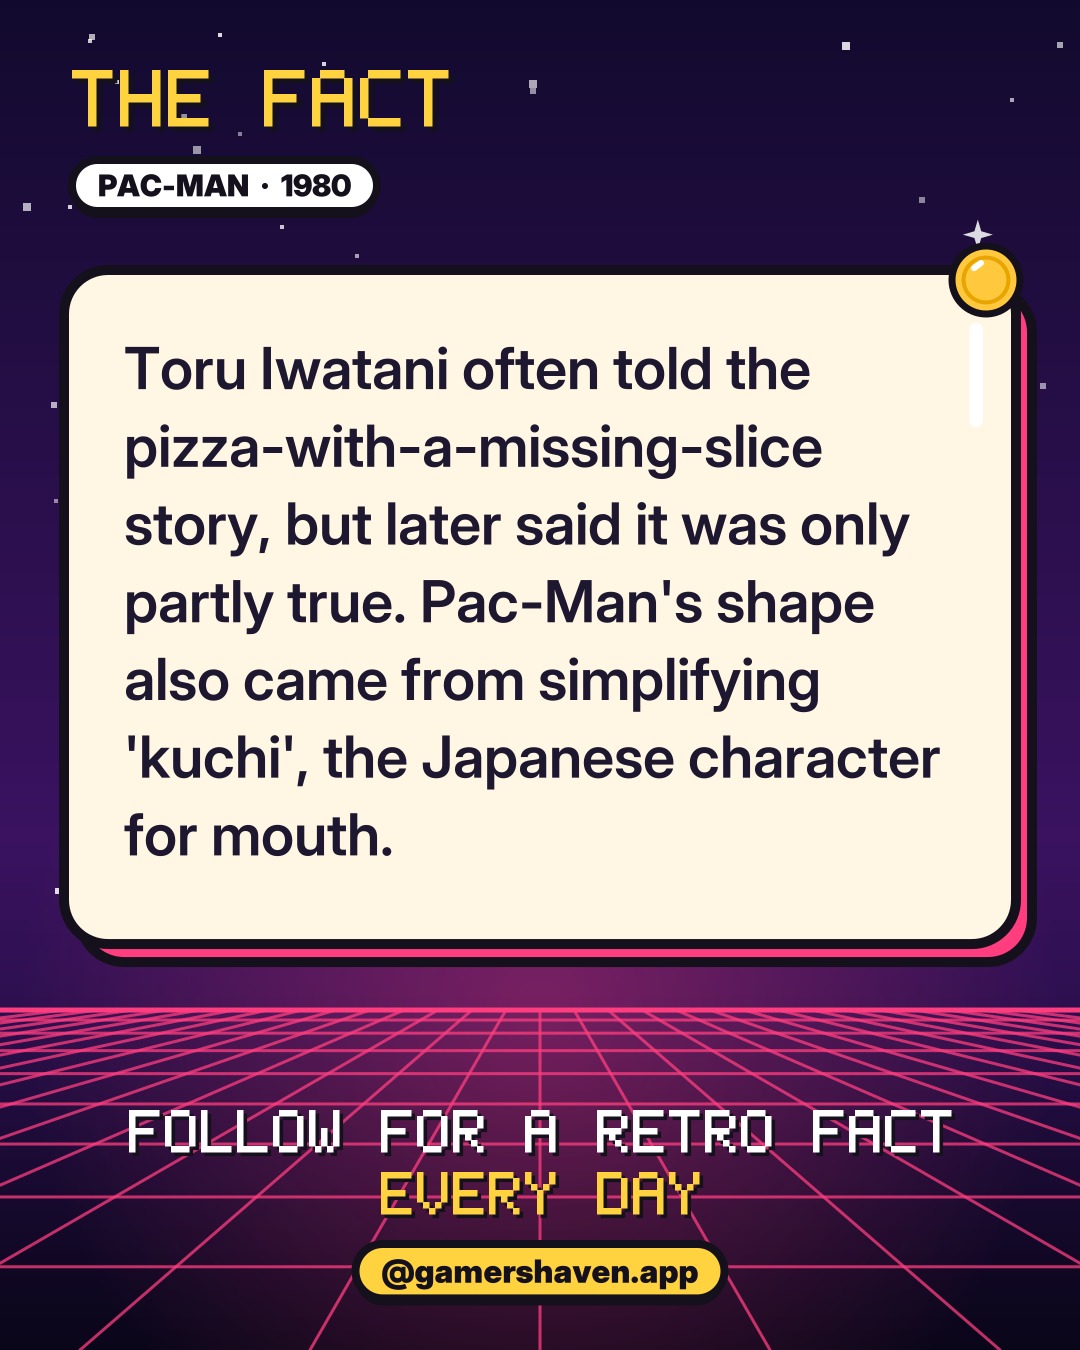 THE FACT
PAC-MAN · 1980
Toru Iwatani often told the
pizza-with-a-missing-slice
story, but later said it was only
partly true. Pac-Man's shape
also came from simplifying
'kuchi', the Japanese character
for mouth.
FOLLOW FOR A RETRO FACT
EVERY DAY
@gamershaven.app